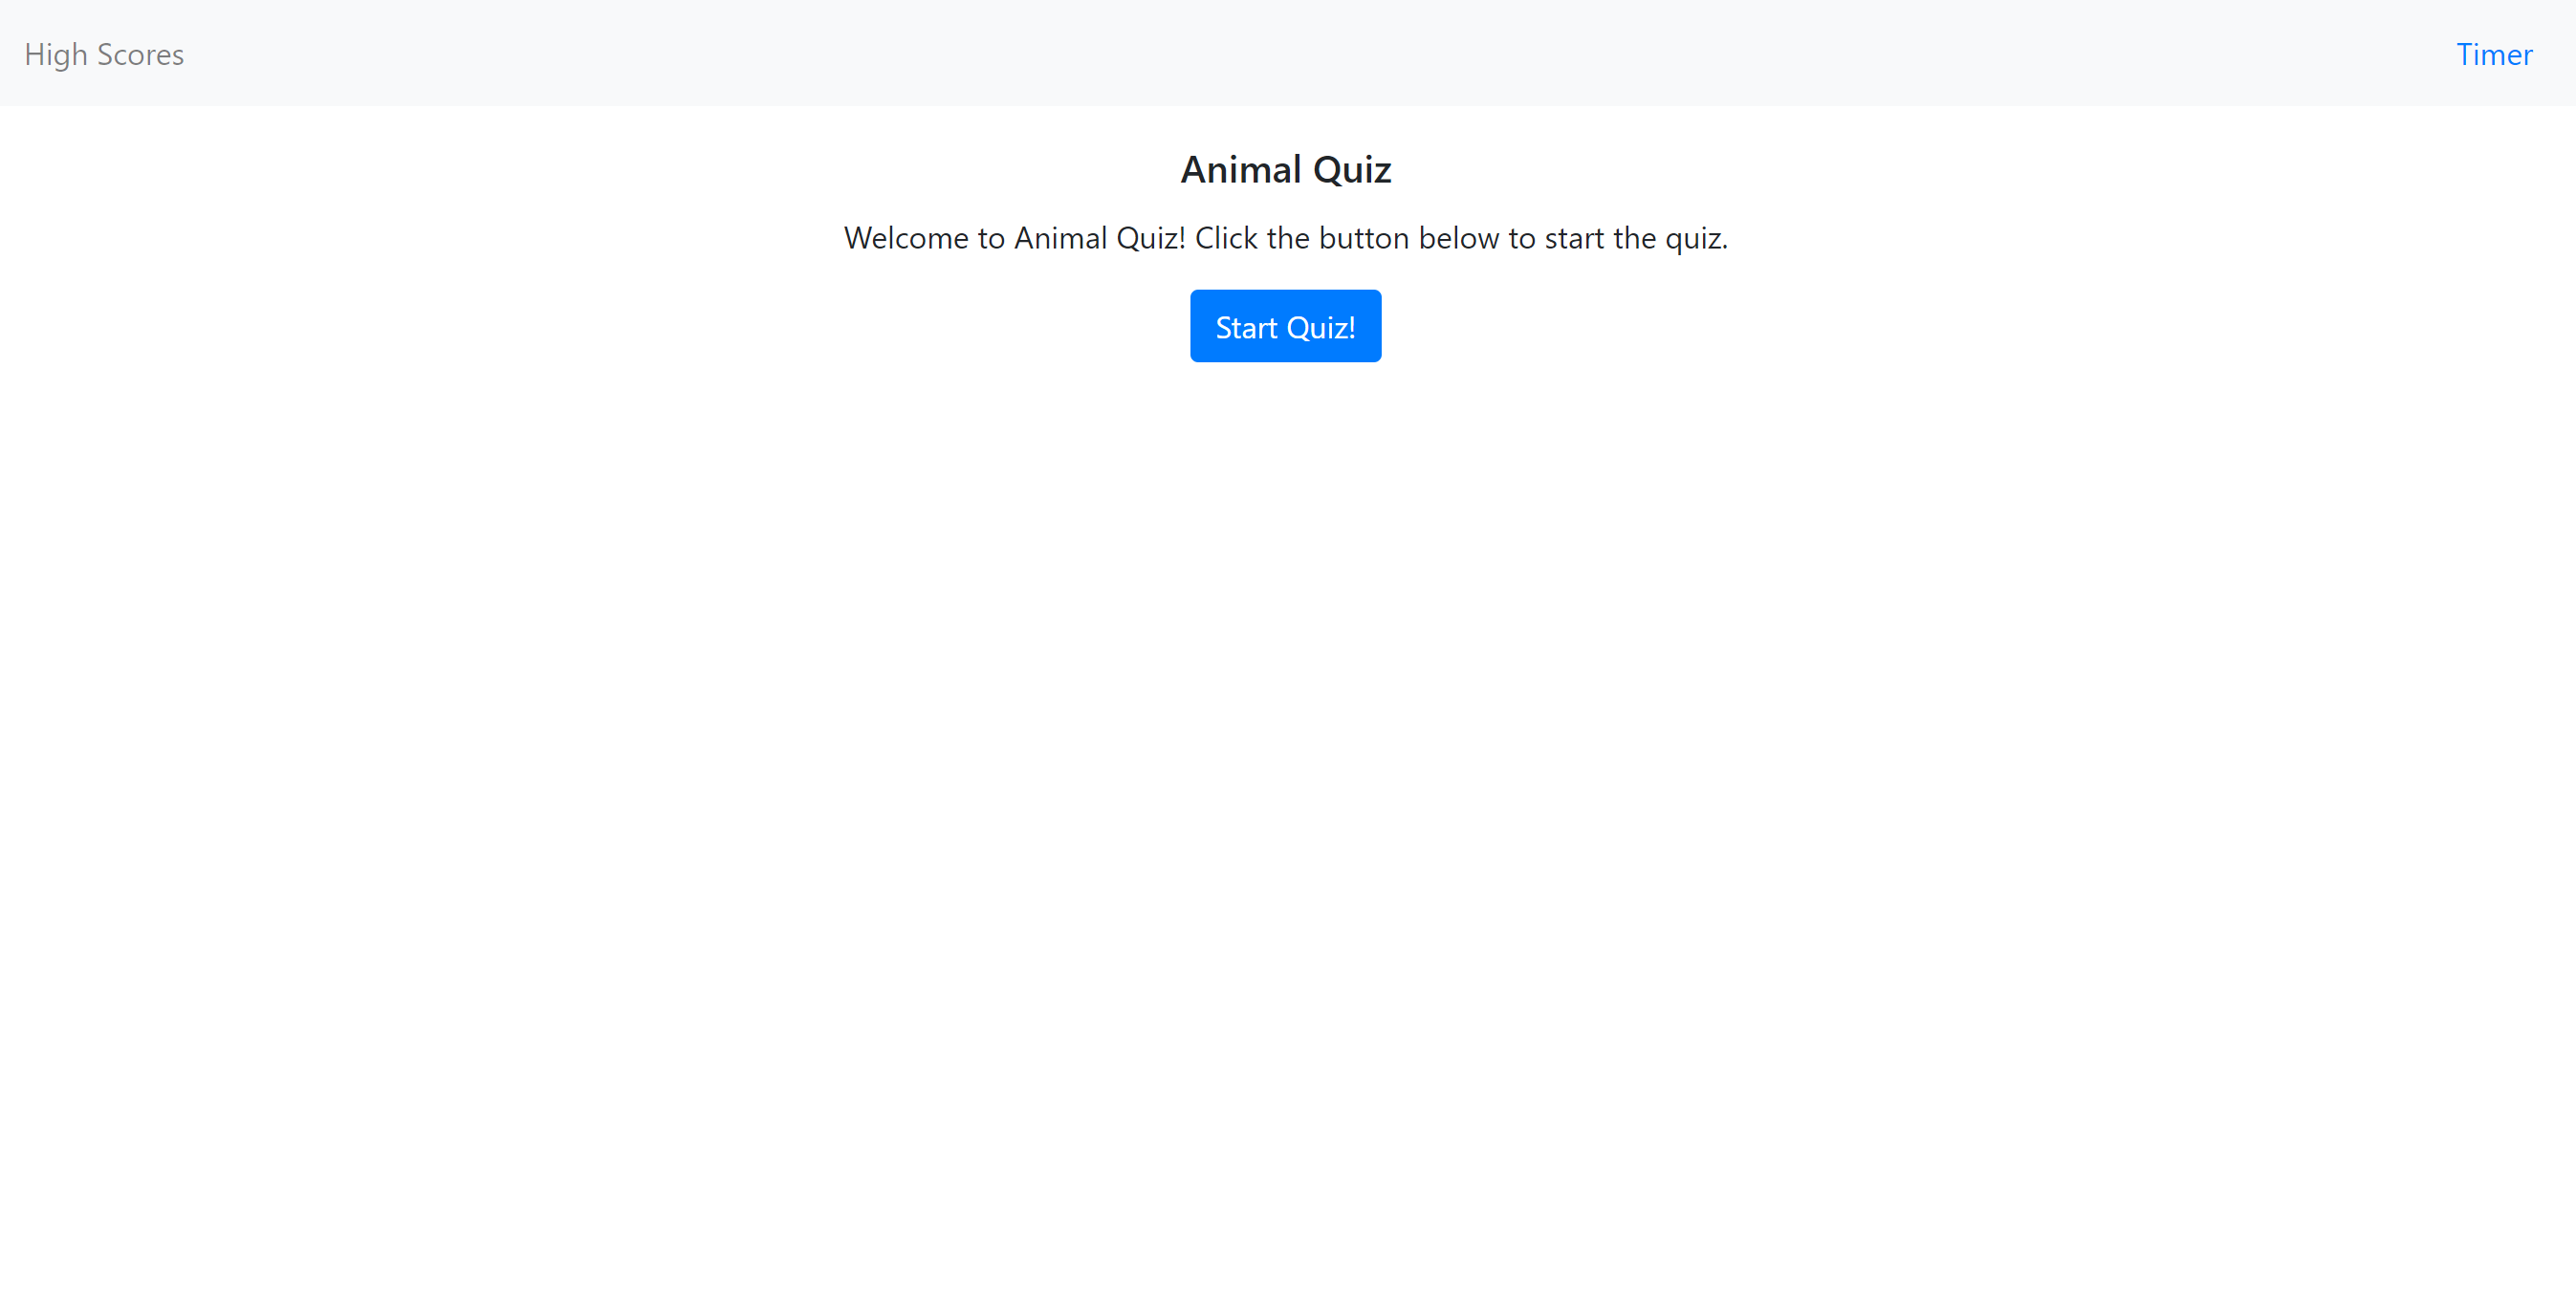 High Scores
Timer
Animal Quiz
Welcome to Animal Quiz! Click the button below to start the quiz.
Start Quiz!